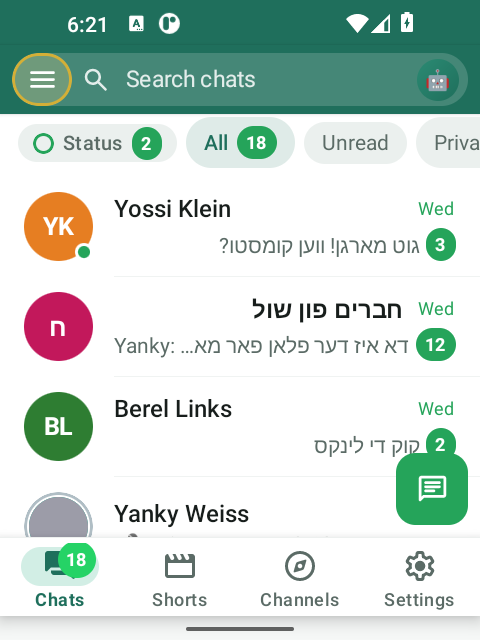 6:21
Search chats
Status 2
All 18
Unread
Priva
YK
Yossi Klein
Wed
גוט מארגן! ווען קומסטו?
3
ח
חברים פון שול
Wed
Yanky: דא איז דער פלאן פאר מא...
12
BL
Berel Links
Wed
קוק די לינקס
2
Yanky Weiss
18
Chats
Shorts
Channels
Settings